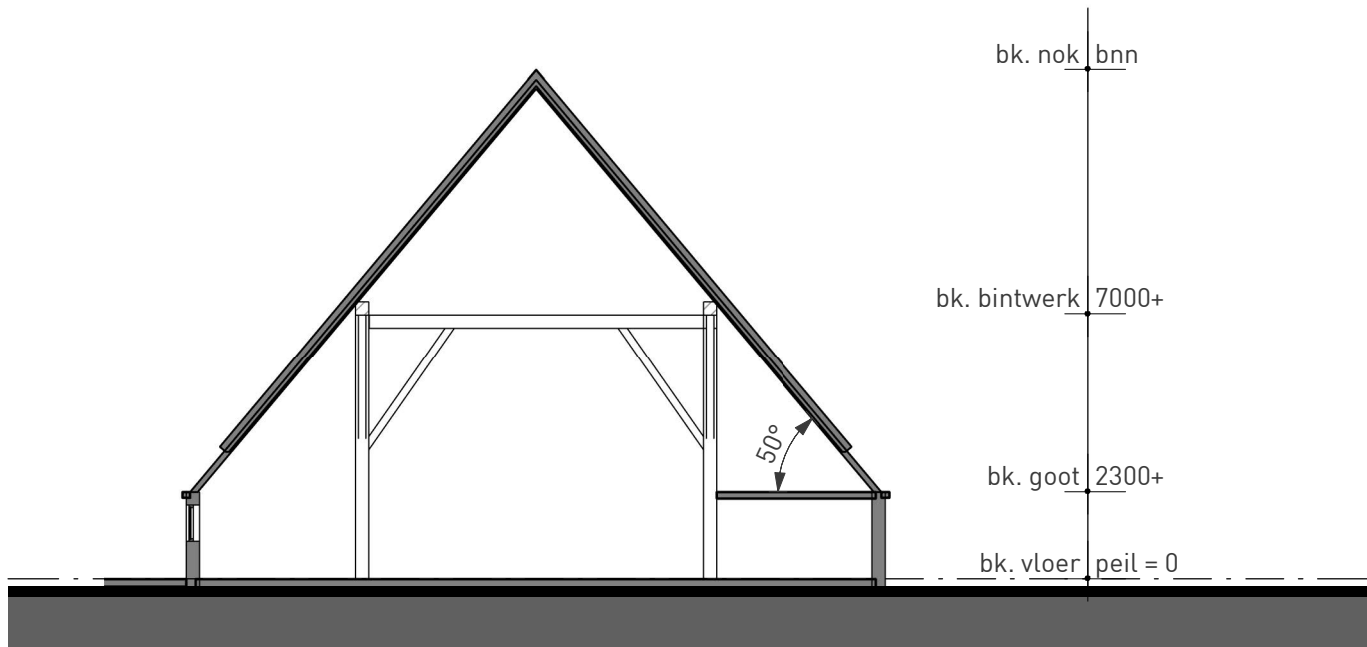 bk. nok bnn
bk. bintwerk 7000+
50°
bk. goot 2300+
bk. vloer peil = 0